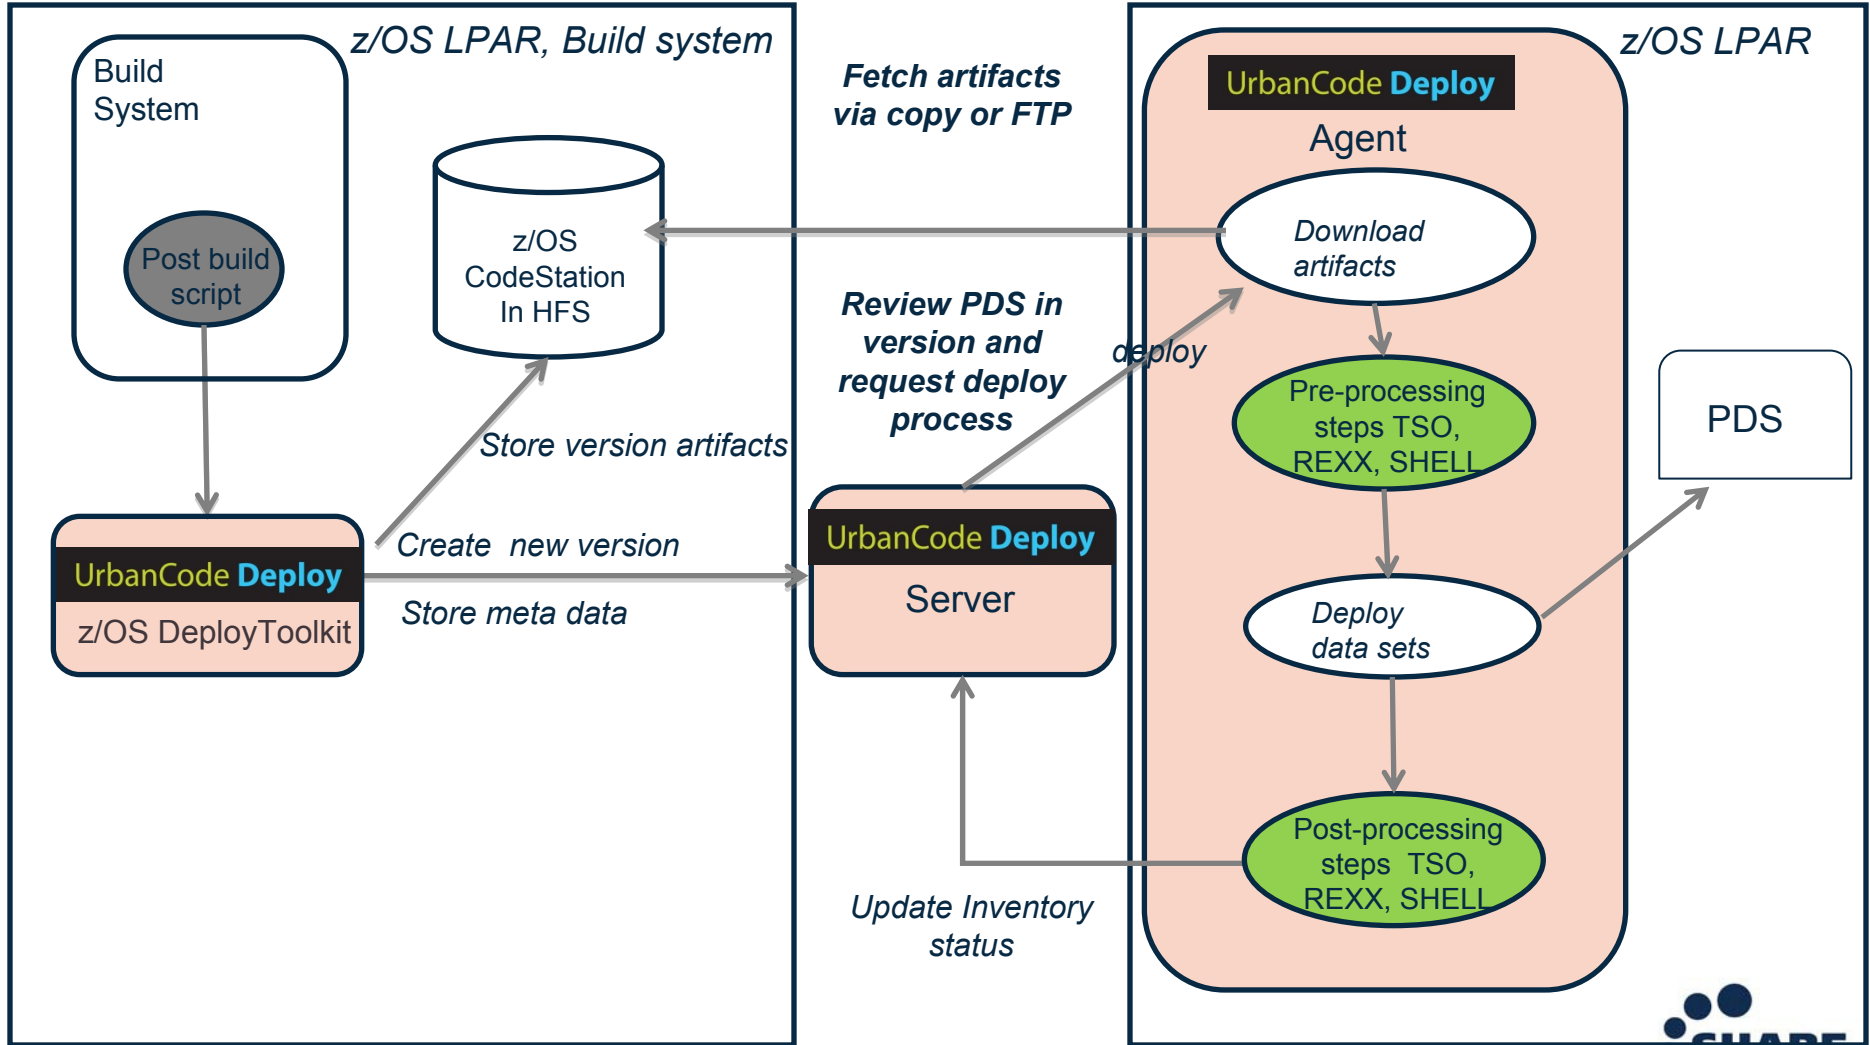 z/OS LPAR, Build system
Build
System
Post build
script
z/OS
CodeStation
In HFS
Store version artifacts
Create  new version
Store meta data
UrbanCode Deploy
z/OS DeployToolkit
Fetch artifacts
via copy or FTP
Review PDS in
version and
request deploy
process
deploy
UrbanCode Deploy
Server
Update Inventory
status
z/OS LPAR
UrbanCode Deploy
Agent
Download
artifacts
Pre-processing
steps TSO,
REXX, SHELL
Deploy
data sets
Post-processing
steps  TSO,
REXX, SHELL
PDS
SHARE